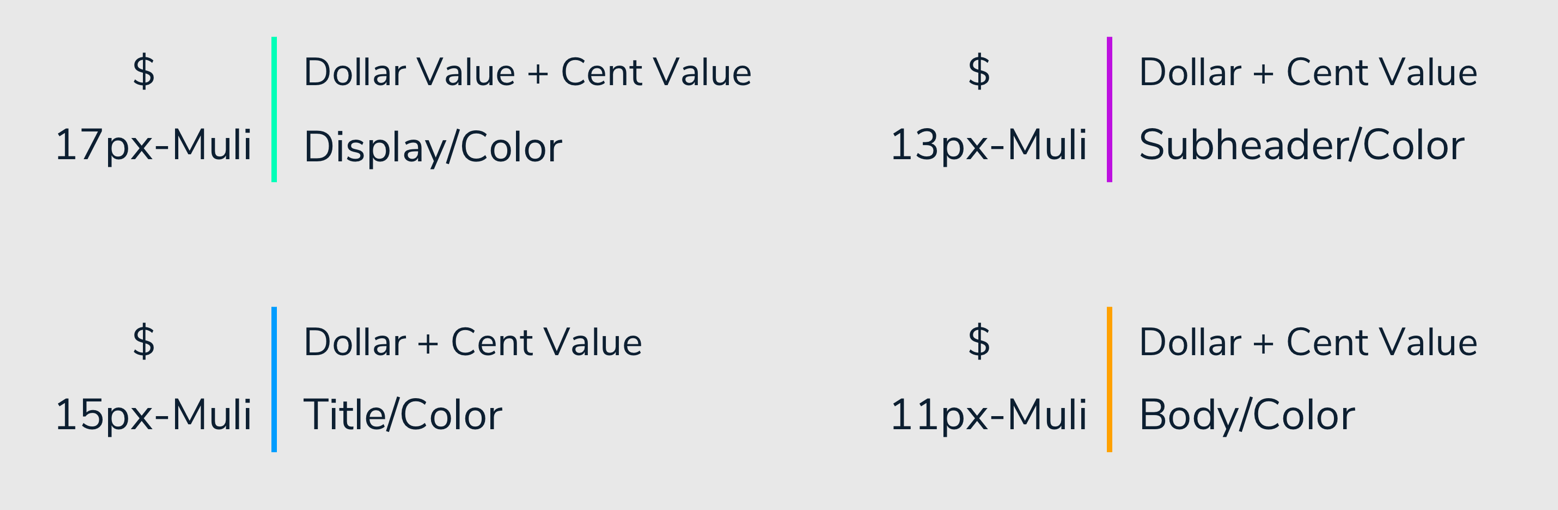 $
17px-Muli
Dollar Value + Cent Value
Display/Color
$
13px-Muli
Dollar + Cent Value
Subheader/Color
$
15px-Muli
Dollar + Cent Value
Title/Color
$
11px-Muli
Dollar + Cent Value
Body/Color